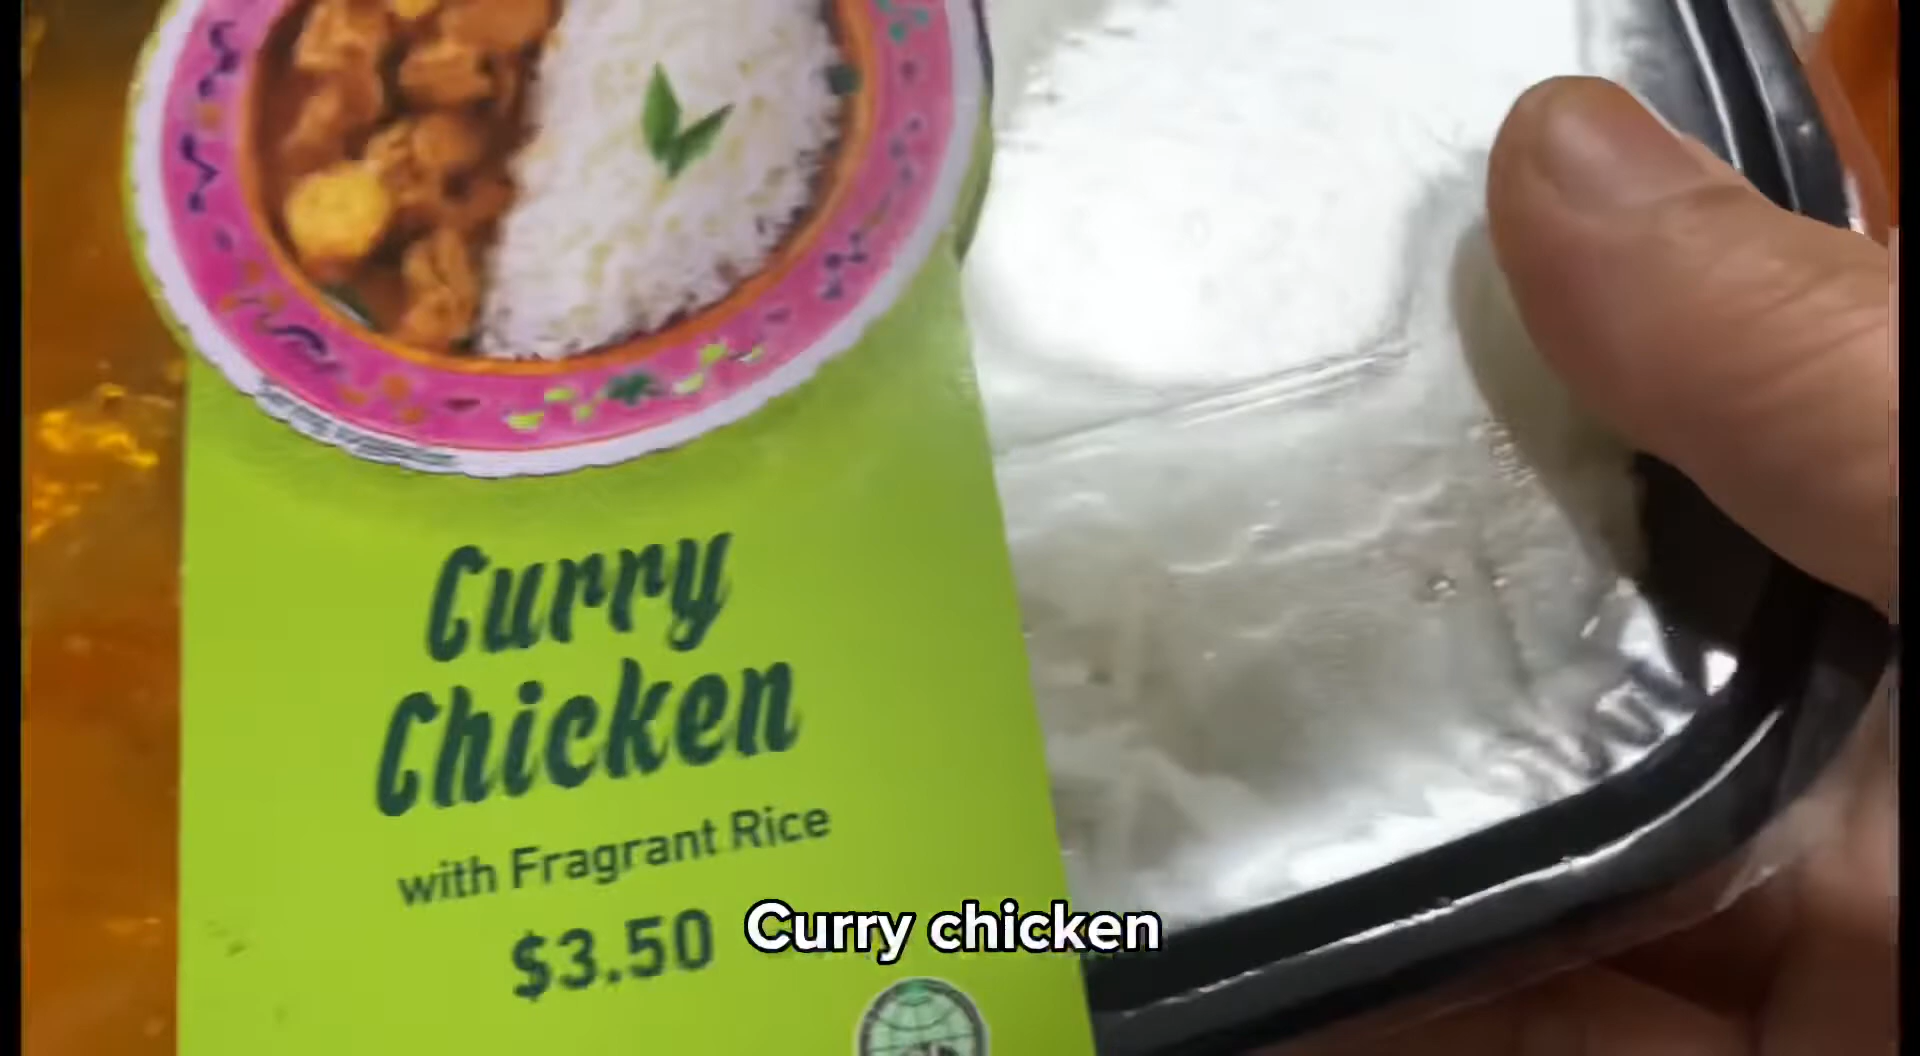 Curry
Chicken
with Fragrant Rice
$3.50
Curry chicken